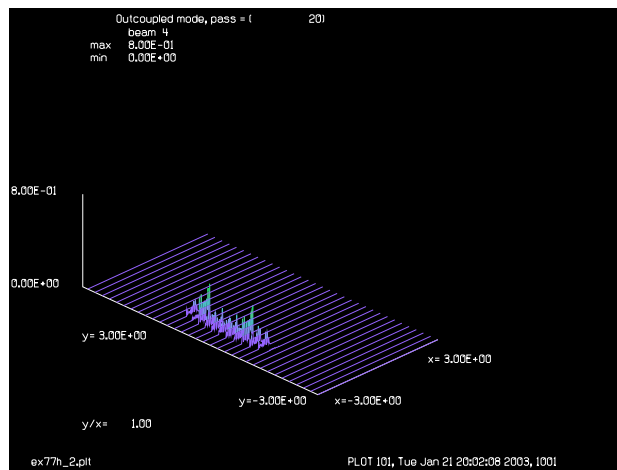 Outcoupled mode, pass = ( 20)
beam 4
max 8.00E-01
min 0.00E+00
8.00E-01
0.00E+00
y= 3.00E+00
x= 3.00E+00
y=-3.00E+00 x=-3.00E+00
y/x= 1.00
ex77h_2.plt PLOT 101, Tue Jan 21 20:02:08 2003, 1001